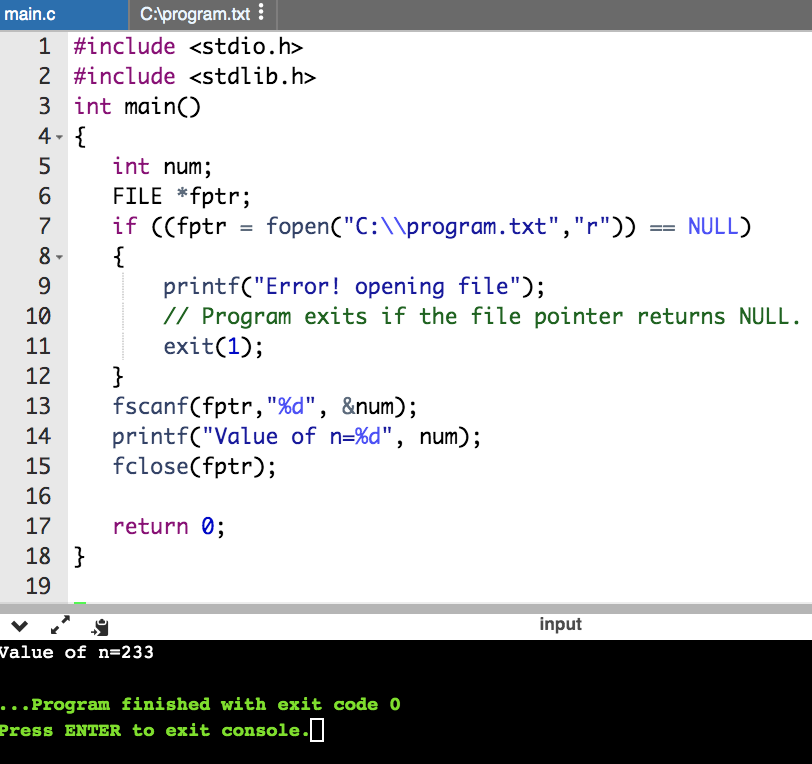 main.c C:\program.txt
1 #include <stdio.h>
2 #include <stdlib.h>
3 int main()
4 {
5 int num;
6 FILE *fptr;
7 if ((fptr = fopen("C:\\program.txt","r")) == NULL)
8 {
9 printf("Error! opening file");
10 // Program exits if the file pointer returns NULL.
11 exit(1);
12 }
13 fscanf(fptr,"%d", &num);
14 printf("Value of n=%d", num);
15 fclose(fptr);
16
17 return 0;
18 }
19
input
Value of n=233
...Program finished with exit code 0
Press ENTER to exit console.